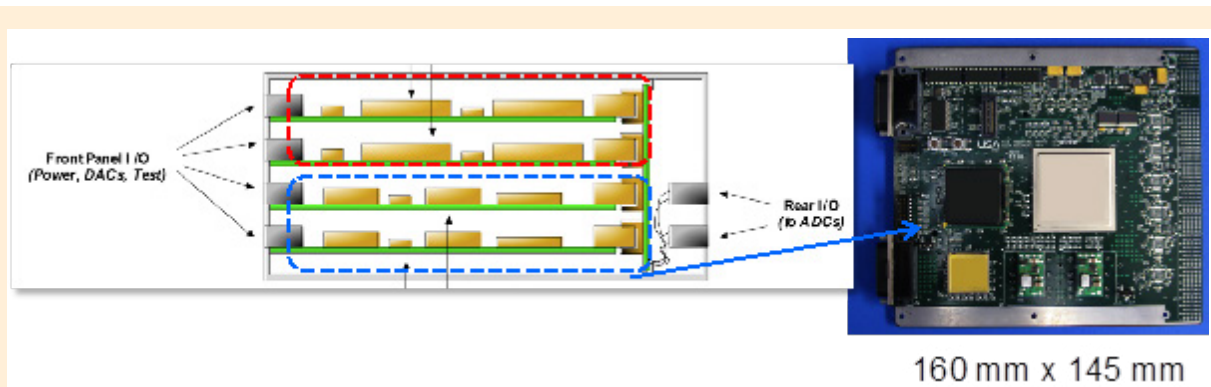 Front Panel I/O
(Power, DACs, Test)
Rear I/O
(to ADCs)
160 mm x 145 mm